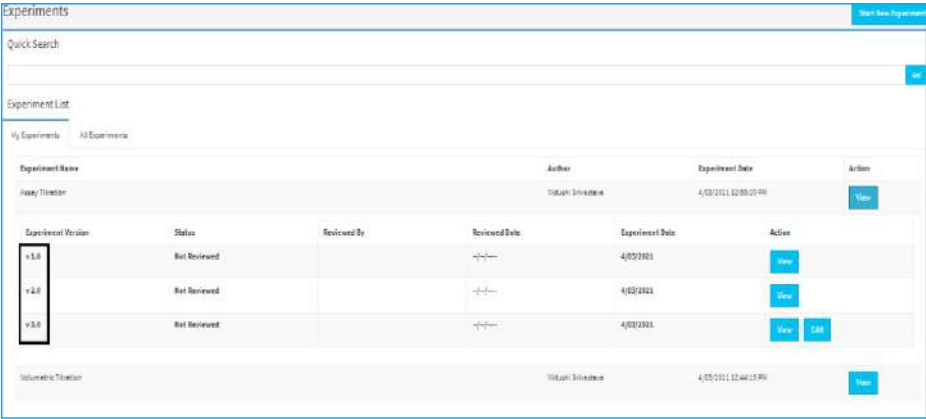 Experiments Start New Experiment
Quick Search
Experiment List
My Experiments All Experiments
Experiment Name Author Experiment Date Action
Assay Titration Vidushi Srivastava View
Experiment Version Status Reviewed By Reviewed Date Experiment Date Action
v 1.0 Not Reviewed --/--/---- 4/03/2021 View
v 2.0 Not Reviewed --/--/---- 4/03/2021 View
v 3.0 Not Reviewed --/--/---- 4/03/2021 View Edit
Volumetric Titration Vidushi Srivastava View